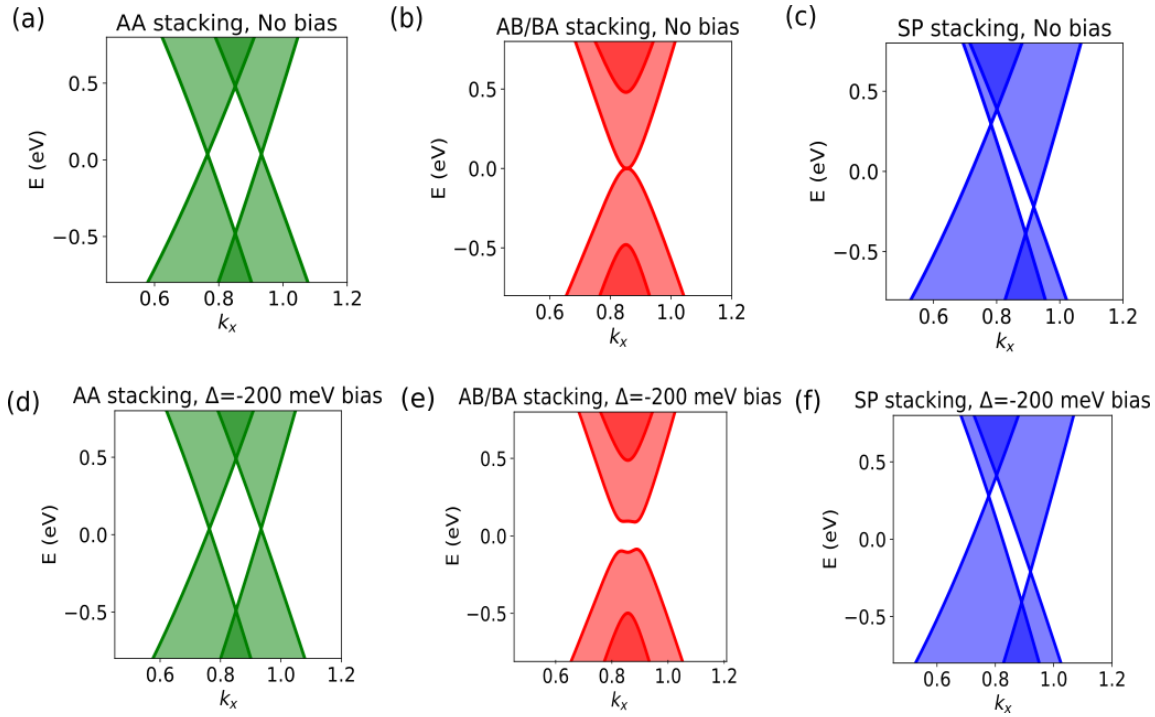 (a)
AA stacking, No bias
E (eV)
0.5
0.0
−0.5
0.6 0.8 1.0 1.2
kₓ
(b)
AB/BA stacking, No bias
E (eV)
0.5
0.0
−0.5
0.6 0.8 1.0 1.2
kₓ
(c)
SP stacking, No bias
E (eV)
0.5
0.0
−0.5
0.6 0.8 1.0 1.2
kₓ
(d)
AA stacking, Δ=-200 meV bias
E (eV)
0.5
0.0
−0.5
0.6 0.8 1.0 1.2
kₓ
(e)
AB/BA stacking, Δ=-200 meV bias
E (eV)
0.5
0.0
−0.5
0.6 0.8 1.0 1.2
kₓ
(f)
SP stacking, Δ=-200 meV bias
E (eV)
0.5
0.0
−0.5
0.6 0.8 1.0 1.2
kₓ